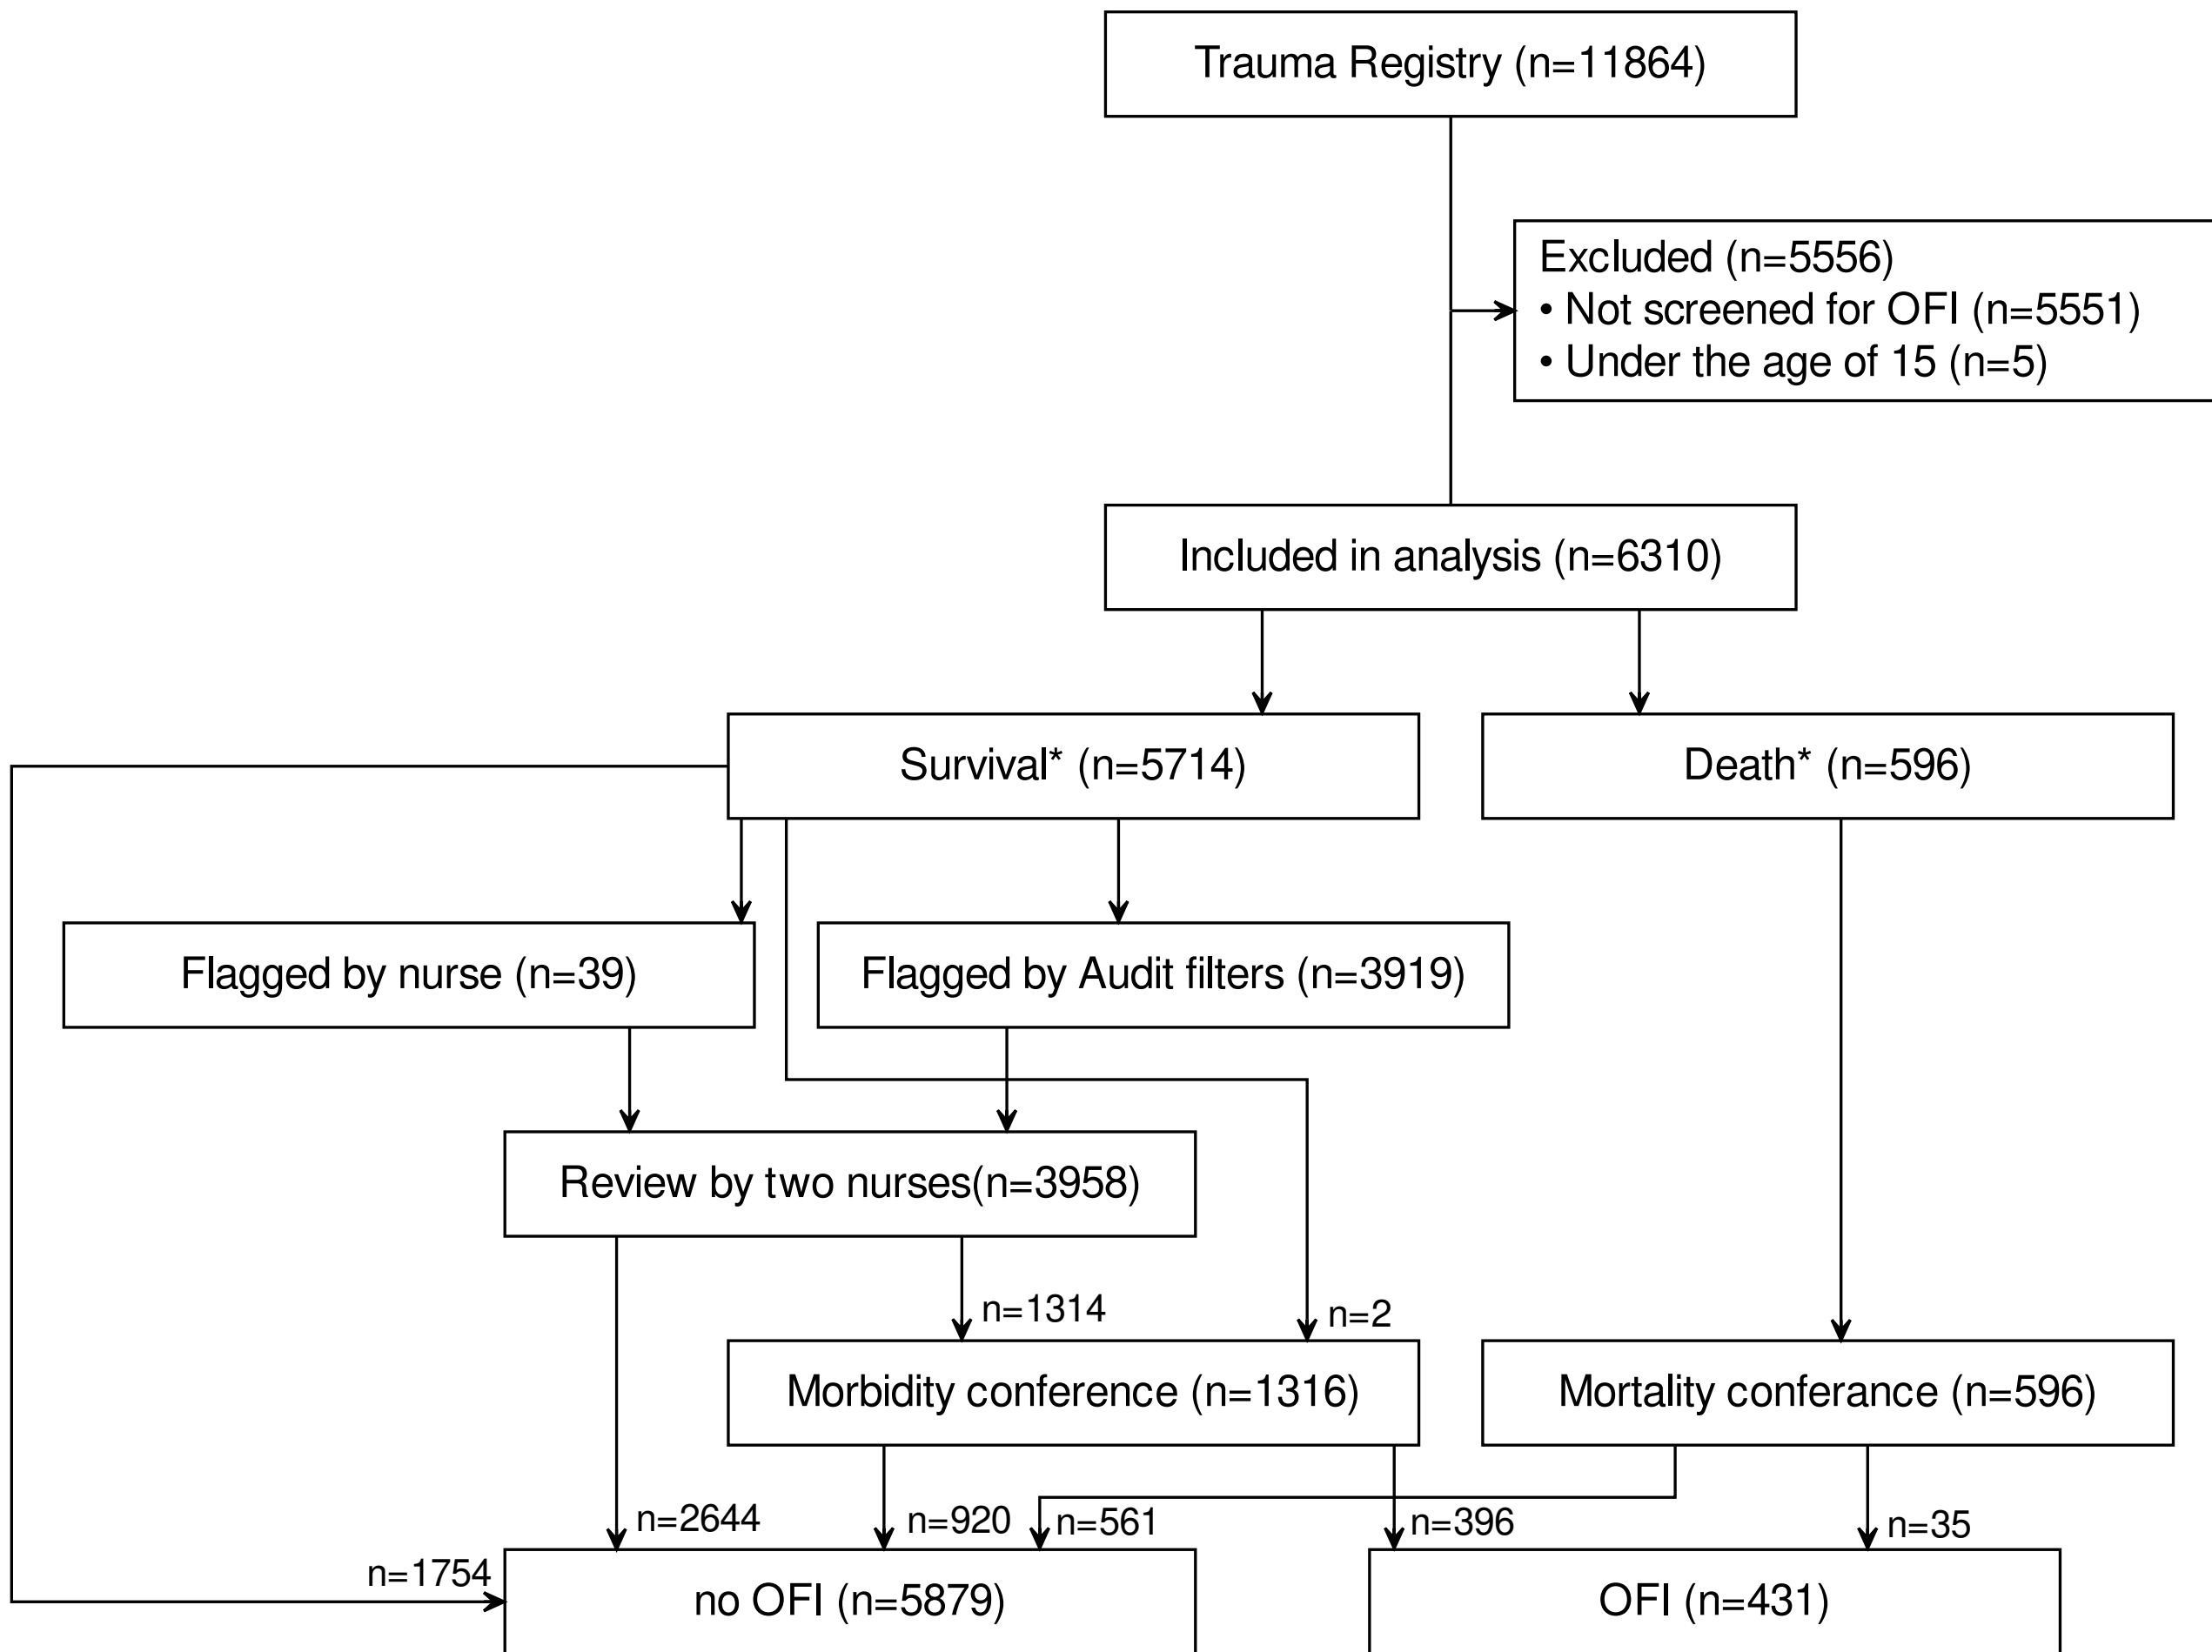 Trauma Registry (n=11864)
Excluded (n=5556)
• Not screened for OFI (n=5551)
• Under the age of 15 (n=5)
Included in analysis (n=6310)
Survival* (n=5714)
Death* (n=596)
Flagged by nurse (n=39)
Flagged by Audit filters (n=3919)
Review by two nurses(n=3958)
n=1314
n=2
Morbidity conference (n=1316)
Mortality conferance (n=596)
n=2644
n=920
n=561
n=396
n=35
n=1754
no OFI (n=5879)
OFI (n=431)